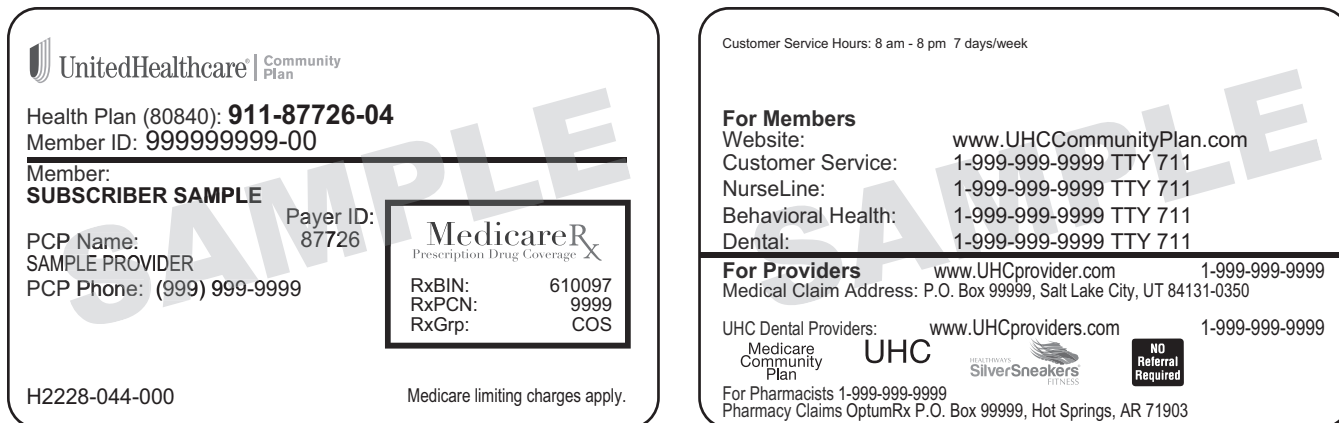 UnitedHealthcare® | Community Plan
Health Plan (80840): 911-87726-04
Member ID: 999999999-00
Member:
SUBSCRIBER SAMPLE
Payer ID:
87726
PCP Name:
SAMPLE PROVIDER
PCP Phone: (999) 999-9999
MedicareRx
Prescription Drug Coverage
RxBIN: 610097
RxPCN: 9999
RxGrp: COS
H2228-044-000
Medicare limiting charges apply.
SAMPLE
Customer Service Hours: 8 am - 8 pm 7 days/week
For Members
Website: www.UHCCommunityPlan.com
Customer Service: 1-999-999-9999 TTY 711
NurseLine: 1-999-999-9999 TTY 711
Behavioral Health: 1-999-999-9999 TTY 711
Dental: 1-999-999-9999 TTY 711
For Providers www.UHCprovider.com 1-999-999-9999
Medical Claim Address: P.O. Box 99999, Salt Lake City, UT 84131-0350
UHC Dental Providers: www.UHCproviders.com 1-999-999-9999
Medicare
Community
Plan
UHC
HEALTHWAYS
SilverSneakers
FITNESS
NO
Referral
Required
For Pharmacists 1-999-999-9999
Pharmacy Claims OptumRx P.O. Box 99999, Hot Springs, AR 71903
SAMPLE